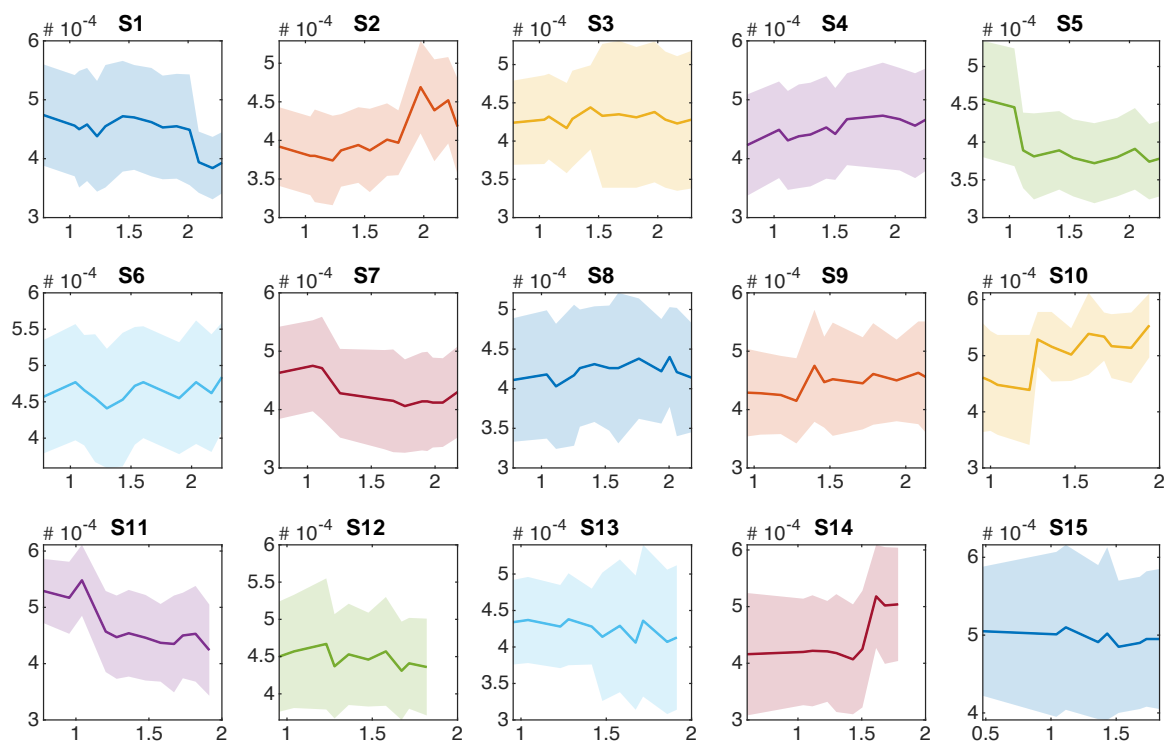 # 10^-4 S1 # 10^-4 S2 # 10^-4 S3 # 10^-4 S4 # 10^-4 S5
6 5 5 6 5
5 4.5 4.5 5 4.5
4 4 4 4 4
3.5 3.5 3.5
3 3 3 3 3
1 1.5 2 1 1.5 2 1 1.5 2 1 1.5 2 1 1.5 2
# 10^-4 S6 # 10^-4 S7 # 10^-4 S8 # 10^-4 S9 # 10^-4 S10
6 6 5 6 6
5.5 4.5
5 5 5 5
4.5 4 4 4 4
4 3.5
3 3 3 3
1 1.5 2 1 1.5 2 1 1.5 2 1 1.5 2 1 1.5 2
# 10^-4 S11 # 10^-4 S12 # 10^-4 S13 # 10^-4 S14 # 10^-4 S15
6 6 5 6 6
5.5 4.5
5 5 5 5
4.5 4
4 4 3.5 4 4
3 3 3
1 1.5 2 1 1.5 2 1 1.5 2 1 1.5 2 0.5 1 1.5